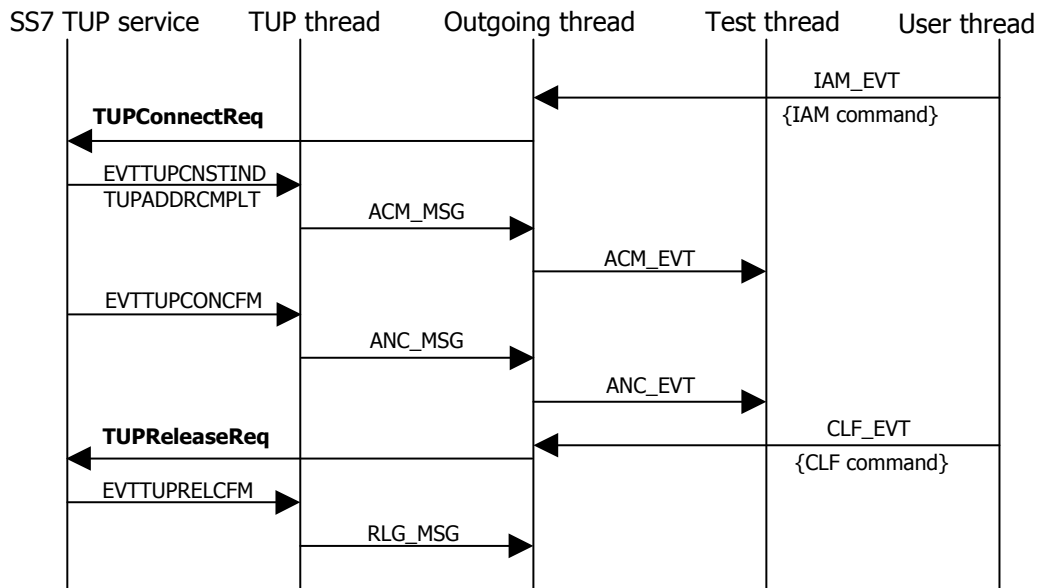 SS7 TUP service TUP thread Outgoing thread Test thread User thread
IAM_EVT
{IAM command}
TUPConnectReq
EVTTUPCNSTIND
TUPADDRCMPLT
ACM_MSG
ACM_EVT
EVTTUPCONCFM
ANC_MSG
ANC_EVT
CLF_EVT
{CLF command}
TUPReleaseReq
EVTTUPRELCFM
RLG_MSG